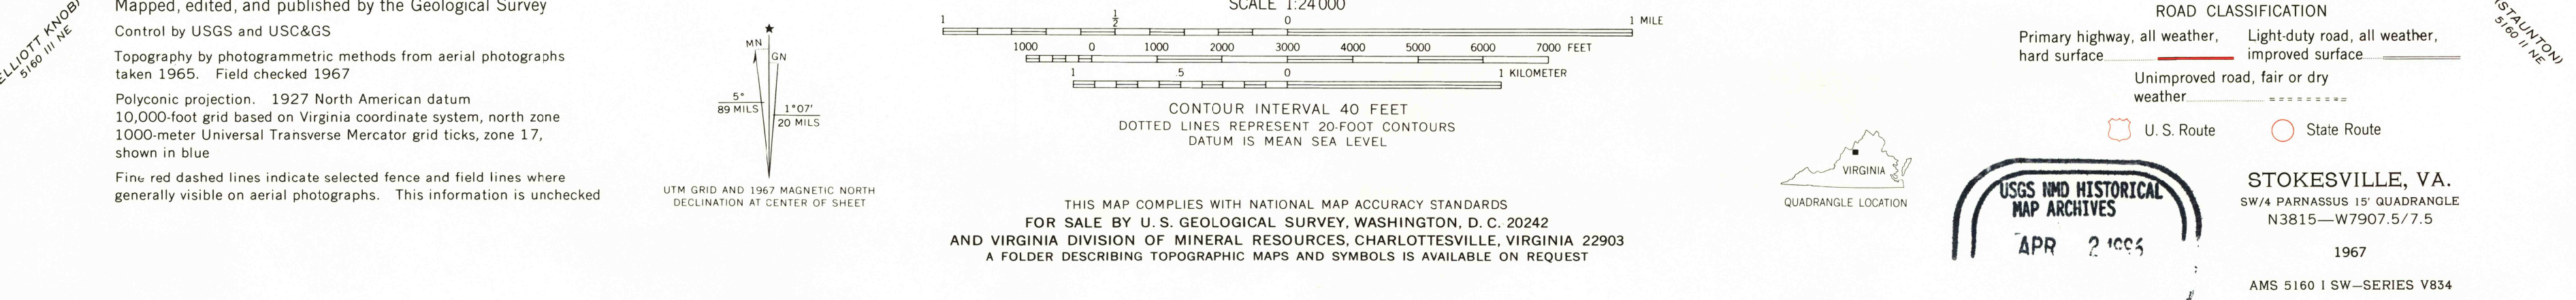 (ELLIOTT KNOB)
5160 III NE
Mapped, edited, and published by the Geological Survey
Control by USGS and USC&GS
Topography by photogrammetric methods from aerial photographs
taken 1965. Field checked 1967
Polyconic projection. 1927 North American datum
10,000-foot grid based on Virginia coordinate system, north zone
1000-meter Universal Transverse Mercator grid ticks, zone 17,
shown in blue
Fine red dashed lines indicate selected fence and field lines where
generally visible on aerial photographs. This information is unchecked
MN
GN
5°
89 MILS
1°07′
20 MILS
UTM GRID AND 1967 MAGNETIC NORTH
DECLINATION AT CENTER OF SHEET
SCALE 1:24 000
1 ½ 0 1 MILE
1000 0 1000 2000 3000 4000 5000 6000 7000 FEET
1 .5 0 1 KILOMETER
CONTOUR INTERVAL 40 FEET
DOTTED LINES REPRESENT 20-FOOT CONTOURS
DATUM IS MEAN SEA LEVEL
THIS MAP COMPLIES WITH NATIONAL MAP ACCURACY STANDARDS
FOR SALE BY U. S. GEOLOGICAL SURVEY, WASHINGTON, D. C. 20242
AND VIRGINIA DIVISION OF MINERAL RESOURCES, CHARLOTTESVILLE, VIRGINIA 22903
A FOLDER DESCRIBING TOPOGRAPHIC MAPS AND SYMBOLS IS AVAILABLE ON REQUEST
VIRGINIA
QUADRANGLE LOCATION
ROAD CLASSIFICATION
Primary highway, all weather,
hard surface
Light-duty road, all weather,
improved surface
Unimproved road, fair or dry
weather
U. S. Route
State Route
USGS NMD HISTORICAL
MAP ARCHIVES
APR 2
STOKESVILLE, VA.
SW/4 PARNASSUS 15′ QUADRANGLE
N3815—W7907.5/7.5
1967
AMS 5160 I SW—SERIES V834
STAUNTON)
5160 II NE